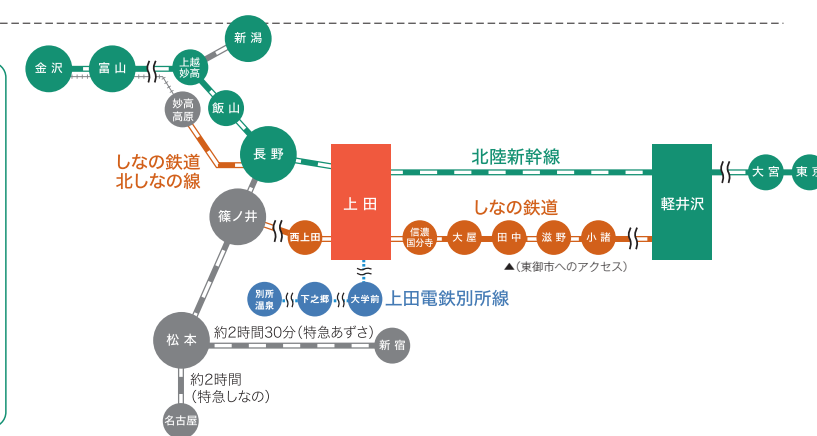 新潟
金沢
富山
上越
妙高
妙高
高原
飯山
長野
しなの鉄道
北しなの線
北陸新幹線
上田
軽井沢
大宮
東京
しなの鉄道
篠ノ井
西上田
信濃
国分寺
大屋
田中
滋野
小諸
▲(東御市へのアクセス)
別所
温泉
下之郷
大学前
上田電鉄別所線
松本
約2時間30分(特急あずさ)
新宿
約2時間
(特急しなの)
名古屋